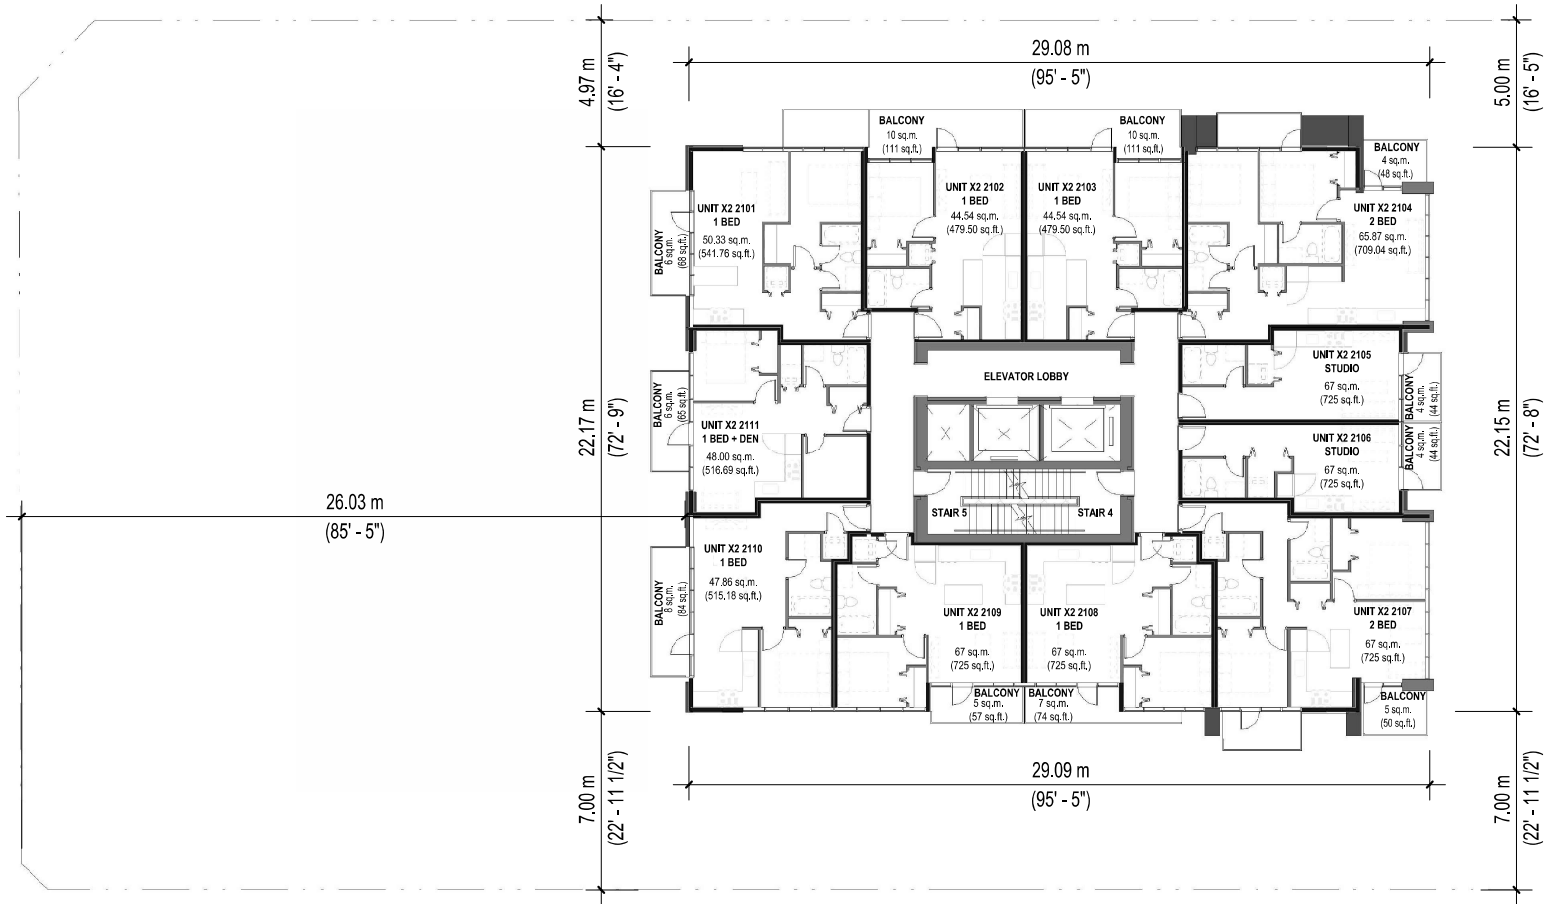 29.08 m
(95' - 5")
4.97 m
(16' - 4")
5.00 m
(16' - 5")
BALCONY
10 sq.m.
(111 sq.ft.)
BALCONY
10 sq.m.
(111 sq.ft.)
BALCONY
4 sq.m.
(48 sq.ft.)
UNIT X2 2101
1 BED
50.33 sq.m.
(541.76 sq.ft.)
BALCONY
6 sq.m.
(68 sq.ft.)
UNIT X2 2102
1 BED
44.54 sq.m.
(479.50 sq.ft.)
UNIT X2 2103
1 BED
44.54 sq.m.
(479.50 sq.ft.)
UNIT X2 2104
2 BED
65.87 sq.m.
(709.04 sq.ft.)
ELEVATOR LOBBY
UNIT X2 2105
STUDIO
67 sq.m.
(725 sq.ft.)
BALCONY
4 sq.m.
(44 sq.ft.)
BALCONY
6 sq.m.
(65 sq.ft.)
UNIT X2 2111
1 BED + DEN
48.00 sq.m.
(516.69 sq.ft.)
22.17 m
(72' - 9")
22.15 m
(72' - 8")
UNIT X2 2106
STUDIO
67 sq.m.
(725 sq.ft.)
BALCONY
4 sq.m.
(44 sq.ft.)
26.03 m
(85' - 5")
STAIR 5
STAIR 4
UNIT X2 2110
1 BED
47.86 sq.m.
(515.18 sq.ft.)
BALCONY
8 sq.m.
(84 sq.ft.)
UNIT X2 2109
1 BED
67 sq.m.
(725 sq.ft.)
UNIT X2 2108
1 BED
67 sq.m.
(725 sq.ft.)
UNIT X2 2107
2 BED
67 sq.m.
(725 sq.ft.)
BALCONY
5 sq.m.
(57 sq.ft.)
BALCONY
7 sq.m.
(74 sq.ft.)
BALCONY
5 sq.m.
(50 sq.ft.)
7.00 m
(22' - 11 1/2")
29.09 m
(95' - 5")
7.00 m
(22' - 11 1/2")